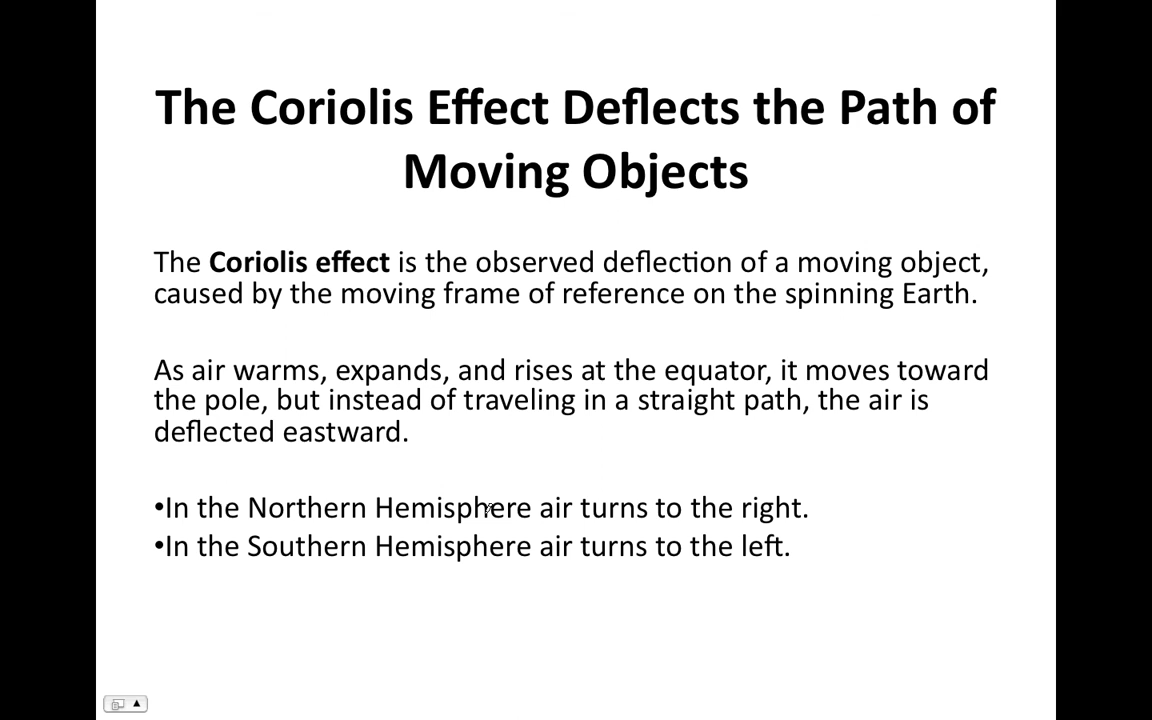 The Coriolis Effect Deflects the Path of
Moving Objects
The Coriolis effect is the observed deflection of a moving object,
caused by the moving frame of reference on the spinning Earth.
As air warms, expands, and rises at the equator, it moves toward
the pole, but instead of traveling in a straight path, the air is
deflected eastward.
•In the Northern Hemisphere air turns to the right.
•In the Southern Hemisphere air turns to the left.